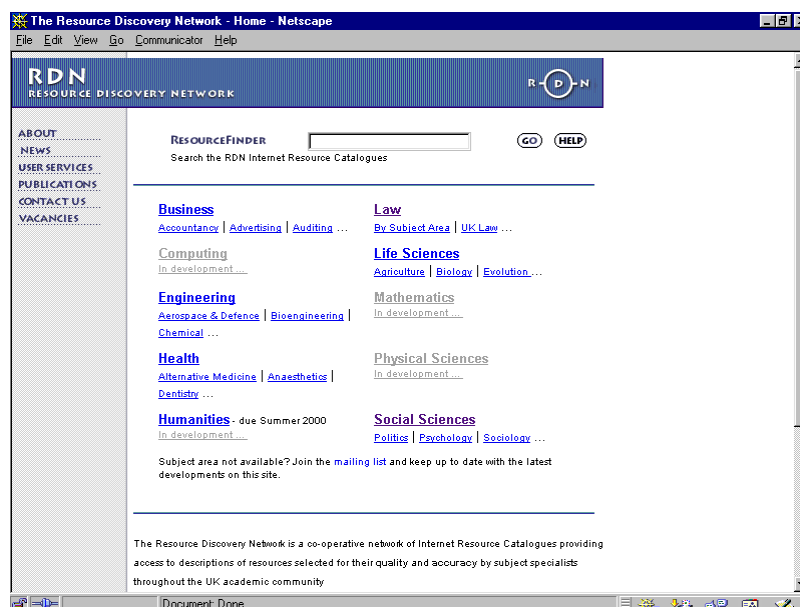 The Resource Discovery Network - Home - Netscape
File Edit View Go Communicator Help
RDN
RESOURCE DISCOVERY NETWORK
R D N
ABOUT
NEWS
USER SERVICES
PUBLICATIONS
CONTACT US
VACANCIES
RESOURCEFINDER
GO HELP
Search the RDN Internet Resource Catalogues
Business
Accountancy | Advertising | Auditing ...
Law
By Subject Area | UK Law ...
Computing
In development ...
Life Sciences
Agriculture | Biology | Evolution ...
Engineering
Aerospace & Defence | Bioengineering |
Chemical ...
Mathematics
In development ...
Health
Alternative Medicine | Anaesthetics |
Dentistry ...
Physical Sciences
In development ...
Humanities - due Summer 2000
In development ...
Social Sciences
Politics | Psychology | Sociology ...
Subject area not available? Join the mailing list and keep up to date with the latest
developments on this site.
The Resource Discovery Network is a co-operative network of Internet Resource Catalogues providing
access to descriptions of resources selected for their quality and accuracy by subject specialists
throughout the UK academic community
Document: Done